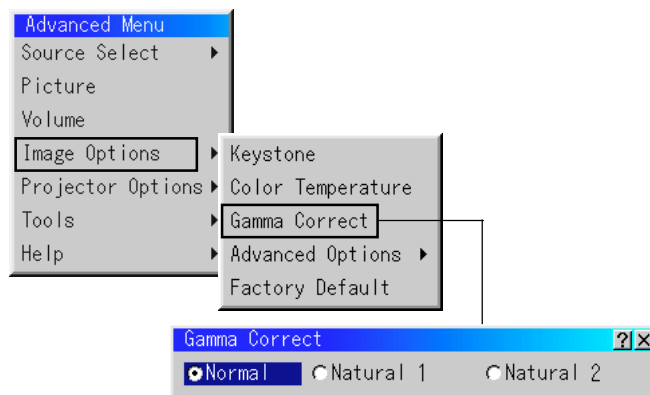 Advanced Menu
Source Select
Picture
Volume
Image Options
Projector Options
Tools
Help
Keystone
Color Temperature
Gamma Correct
Advanced Options
Factory Default
Gamma Correct ? X
Normal Natural 1 Natural 2